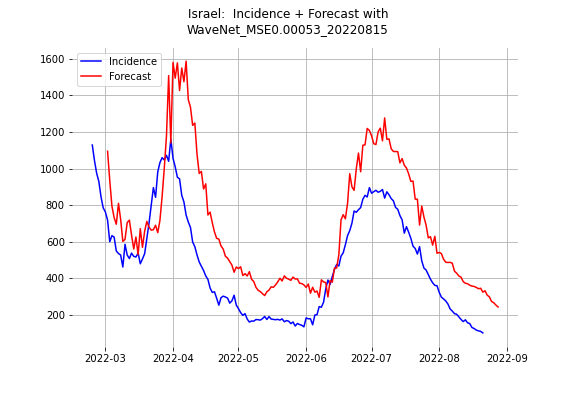 Israel:  Incidence + Forecast with
WaveNet_MSE0.00053_20220815
Incidence
Forecast
1600
1400
1200
1000
800
600
400
200
2022-03 2022-04 2022-05 2022-06 2022-07 2022-08 2022-09